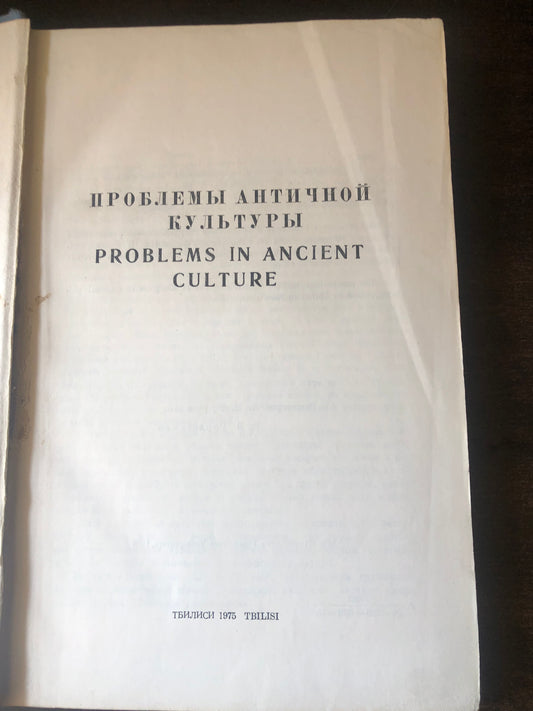 ПРОБЛЕМЫ АНТИЧНОЙ
КУЛЬТУРЫ
PROBLEMS IN ANCIENT
CULTURE
ТБИЛИСИ 1975 TBILISI